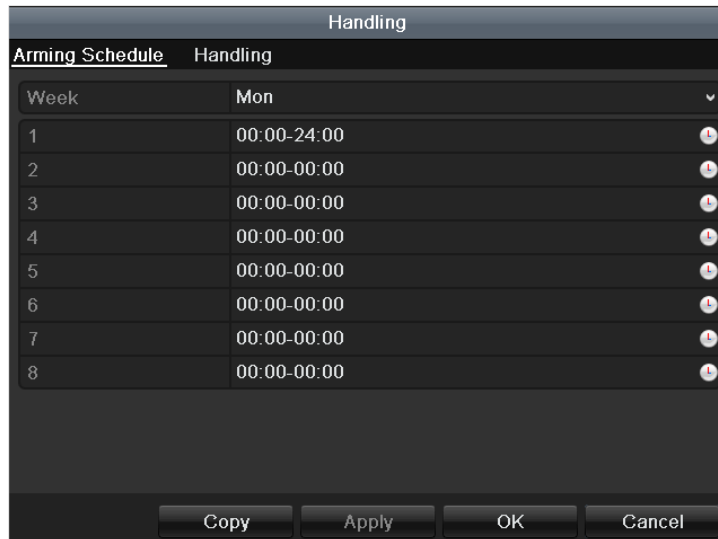 Handling
Arming Schedule Handling
Week Mon
1 00:00-24:00
2 00:00-00:00
3 00:00-00:00
4 00:00-00:00
5 00:00-00:00
6 00:00-00:00
7 00:00-00:00
8 00:00-00:00
Copy Apply OK Cancel